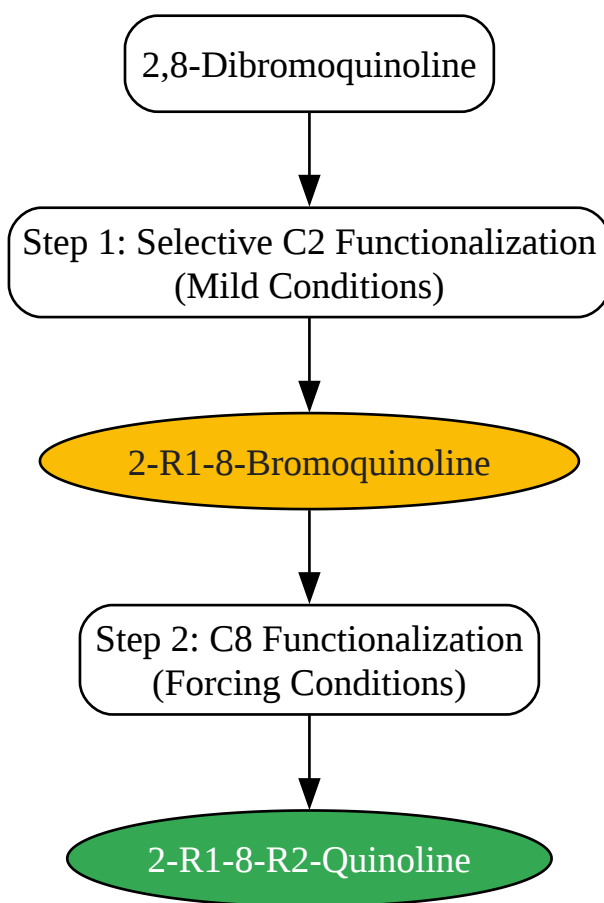 2,8-Dibromoquinoline
Step 1: Selective C2 Functionalization
(Mild Conditions)
2-R1-8-Bromoquinoline
Step 2: C8 Functionalization
(Forcing Conditions)
2-R1-8-R2-Quinoline